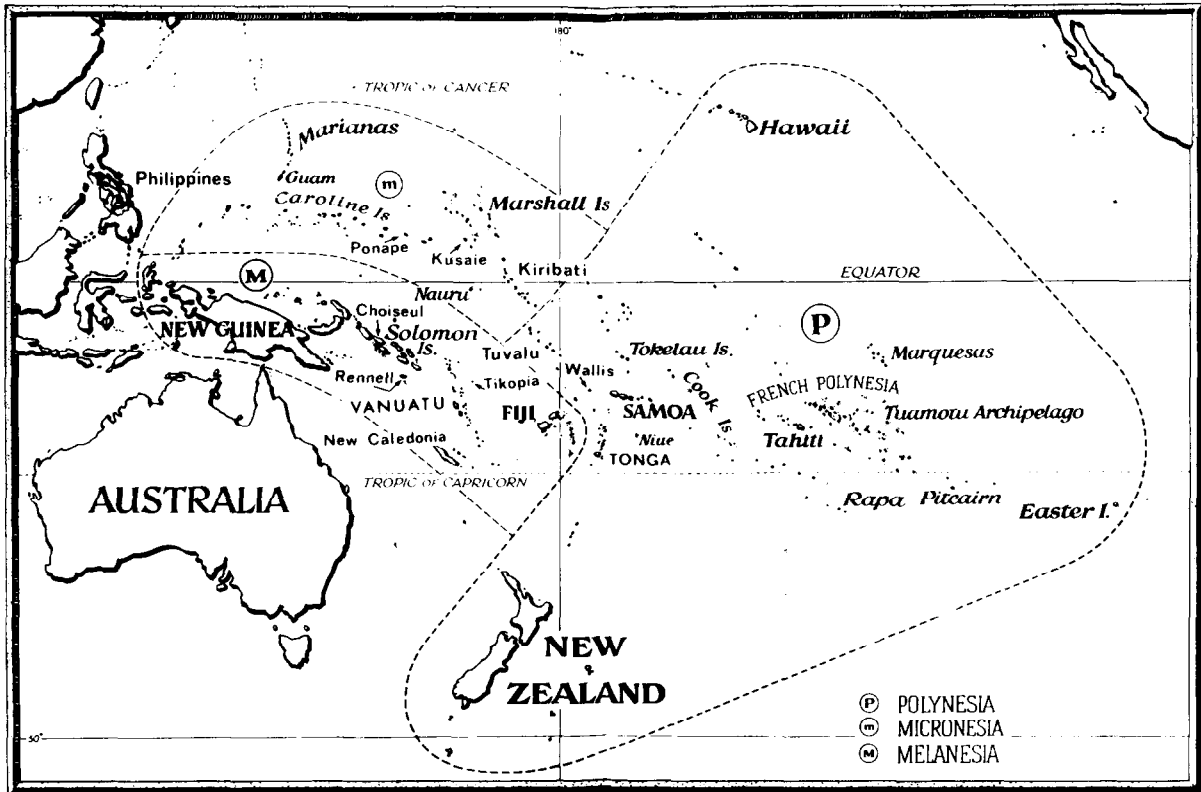 180°
TROPIC OF CANCER
Marianas
Hawaii
Philippines
Guam
m
Caroline Is
Marshall Is
Ponape
Kusaie
Kiribati
M
EQUATOR
Nauru
Choiseul
P
NEW GUINEA
Solomon
Is.
Tuvalu
Tokelau Is.
Marquesas
Wallis
Rennell
Tikopia
Cook Is
FRENCH POLYNESIA
VANUATU
FIJI
SAMOA
Tuamotu Archipelago
New Caledonia
Niue
Tahiti
TONGA
TROPIC OF CAPRICORN
AUSTRALIA
Rapa
Pitcairn
Easter I.
NEW
ZEALAND
P POLYNESIA
m MICRONESIA
M MELANESIA
50°